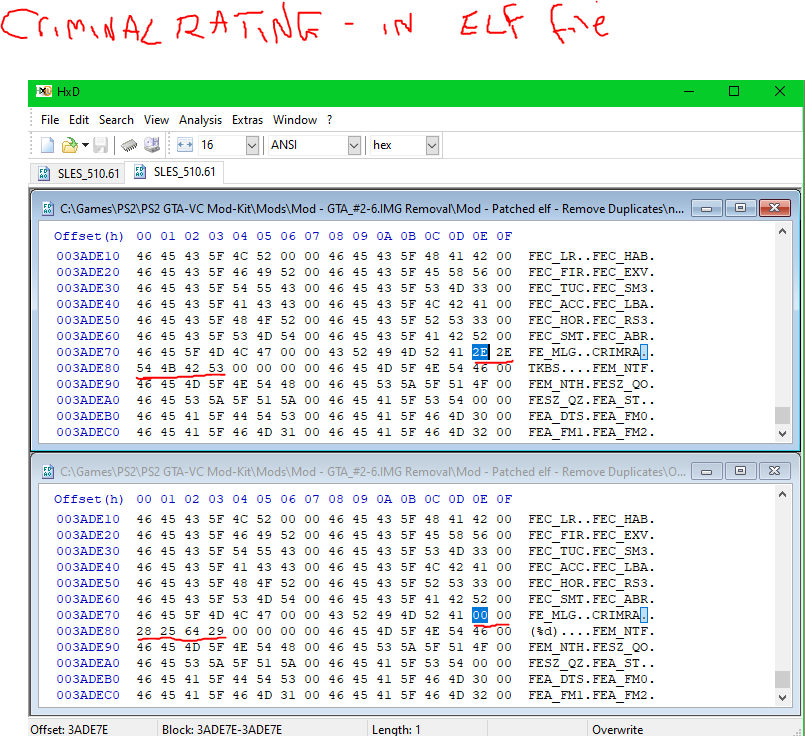 CRIMINAL RATING - IN ELF file
HxD
File Edit Search View Analysis Extras Window ?
16 ANSI hex
SLES_510.61 SLES_510.61
C:\Games\PS2\PS2 GTA-VC Mod-Kit\Mods\Mod - GTA_#2-6.IMG Removal\Mod - Patched elf - Remove Duplicates\n...
Offset(h) 00 01 02 03 04 05 06 07 08 09 0A 0B 0C 0D 0E 0F
003ADE10 46 45 43 5F 4C 52 00 00 46 45 43 5F 48 41 42 00 FEC_LR..FEC_HAB.
003ADE20 46 45 43 5F 46 49 52 00 46 45 43 5F 45 58 56 00 FEC_FIR.FEC_EXV.
003ADE30 46 45 43 5F 54 55 43 00 46 45 43 5F 53 4D 33 00 FEC_TUC.FEC_SM3.
003ADE40 46 45 43 5F 41 43 43 00 46 45 43 5F 4C 42 41 00 FEC_ACC.FEC_LBA.
003ADE50 46 45 43 5F 48 4F 52 00 46 45 43 5F 52 53 33 00 FEC_HOR.FEC_RS3.
003ADE60 46 45 43 5F 53 4D 54 00 46 45 43 5F 41 42 52 00 FEC_SMT.FEC_ABR.
003ADE70 46 45 5F 4D 4C 47 00 00 43 52 49 4D 52 41 2E 2E FE_MLG..CRIMRA..
003ADE80 54 4B 42 53 00 00 00 00 46 45 4D 5F 4E 54 46 00 TKBS....FEM_NTF.
003ADE90 46 45 4D 5F 4E 54 48 00 46 45 53 5A 5F 51 4F 00 FEM_NTH.FESZ_QO.
003ADEA0 46 45 53 5A 5F 51 5A 00 46 45 41 5F 53 54 00 00 FESZ_QZ.FEA_ST..
003ADEB0 46 45 41 5F 44 54 53 00 46 45 41 5F 46 4D 30 00 FEA_DTS.FEA_FM0.
003ADEC0 46 45 41 5F 46 4D 31 00 46 45 41 5F 46 4D 32 00 FEA_FM1.FEA_FM2.
C:\Games\PS2\PS2 GTA-VC Mod-Kit\Mods\Mod - GTA_#2-6.IMG Removal\Mod - Patched elf - Remove Duplicates\O...
Offset(h) 00 01 02 03 04 05 06 07 08 09 0A 0B 0C 0D 0E 0F
003ADE10 46 45 43 5F 4C 52 00 00 46 45 43 5F 48 41 42 00 FEC_LR..FEC_HAB.
003ADE20 46 45 43 5F 46 49 52 00 46 45 43 5F 45 58 56 00 FEC_FIR.FEC_EXV.
003ADE30 46 45 43 5F 54 55 43 00 46 45 43 5F 53 4D 33 00 FEC_TUC.FEC_SM3.
003ADE40 46 45 43 5F 41 43 43 00 46 45 43 5F 4C 42 41 00 FEC_ACC.FEC_LBA.
003ADE50 46 45 43 5F 48 4F 52 00 46 45 43 5F 52 53 33 00 FEC_HOR.FEC_RS3.
003ADE60 46 45 43 5F 53 4D 54 00 46 45 43 5F 41 42 52 00 FEC_SMT.FEC_ABR.
003ADE70 46 45 5F 4D 4C 47 00 00 43 52 49 4D 52 41 00 00 FE_MLG..CRIMRA..
003ADE80 28 25 64 29 00 00 00 00 46 45 4D 5F 4E 54 46 00 (%d)....FEM_NTF.
003ADE90 46 45 4D 5F 4E 54 48 00 46 45 53 5A 5F 51 4F 00 FEM_NTH.FESZ_QO.
003ADEA0 46 45 53 5A 5F 51 5A 00 46 45 41 5F 53 54 00 00 FESZ_QZ.FEA_ST..
003ADEB0 46 45 41 5F 44 54 53 00 46 45 41 5F 46 4D 30 00 FEA_DTS.FEA_FM0.
003ADEC0 46 45 41 5F 46 4D 31 00 46 45 41 5F 46 4D 32 00 FEA_FM1.FEA_FM2.
Offset: 3ADE7E Block: 3ADE7E-3ADE7E Length: 1 Overwrite